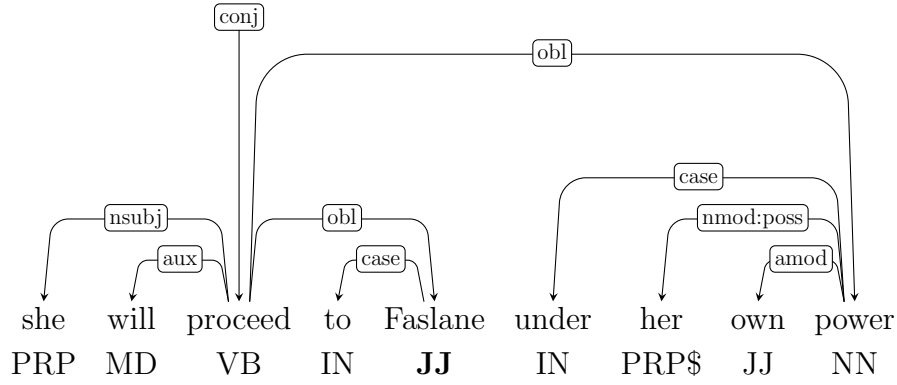 conj
obl
case
nsubj obl nmod:poss
aux case amod
she will proceed to Faslane under her own power
PRP MD VB IN JJ IN PRP$ JJ NN